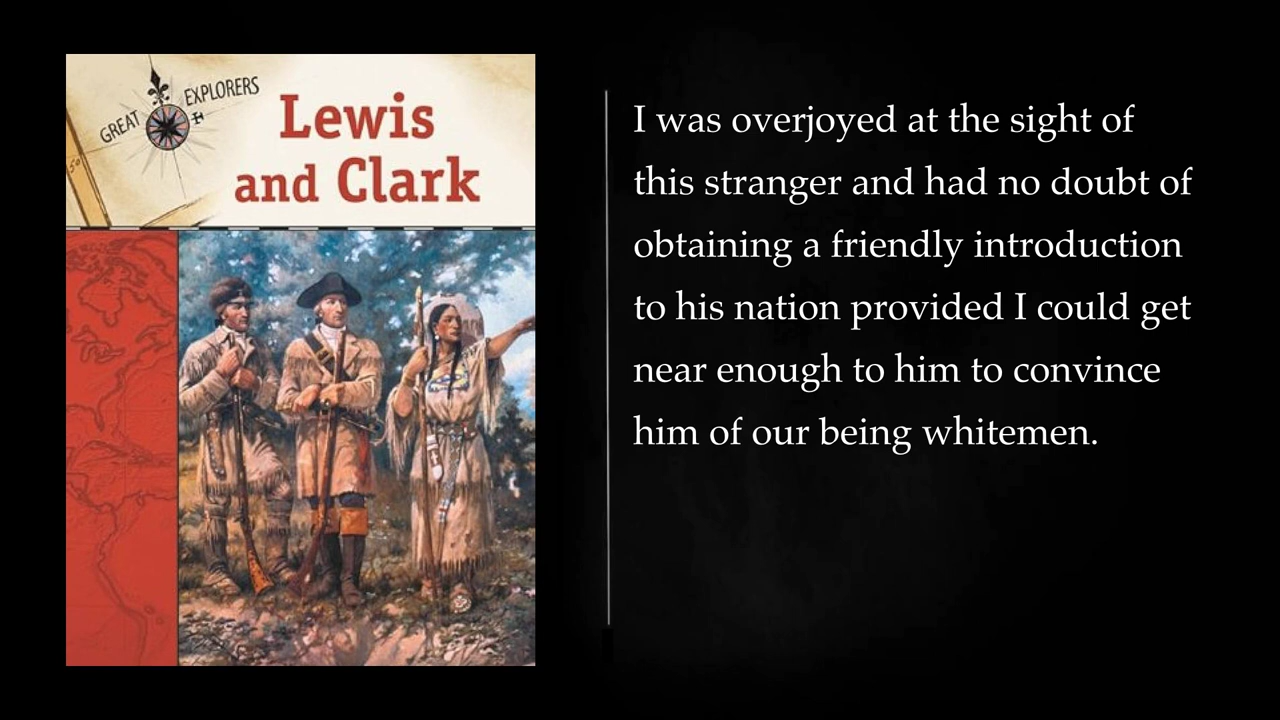 GREAT EXPLORERS
Lewis
and Clark
50
I was overjoyed at the sight of
this stranger and had no doubt of
obtaining a friendly introduction
to his nation provided I could get
near enough to him to convince
him of our being whitemen.